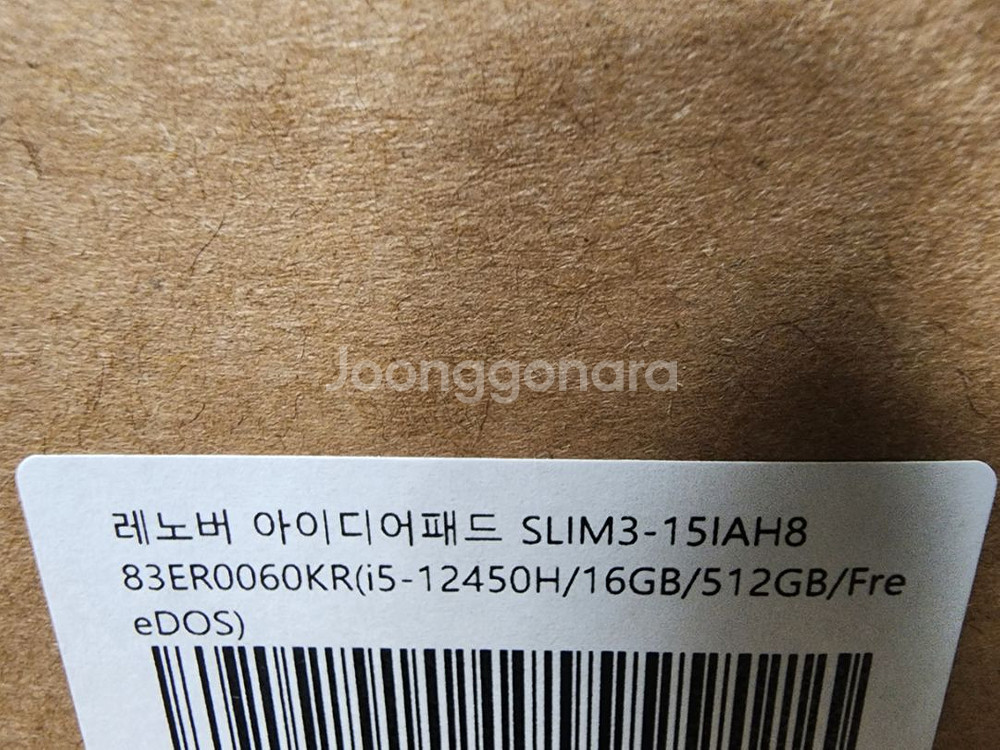 Joonggonara
레노버 아이디어패드 SLIM3-15IAH8
83ER0060KR(i5-12450H/16GB/512GB/Fre
eDOS)